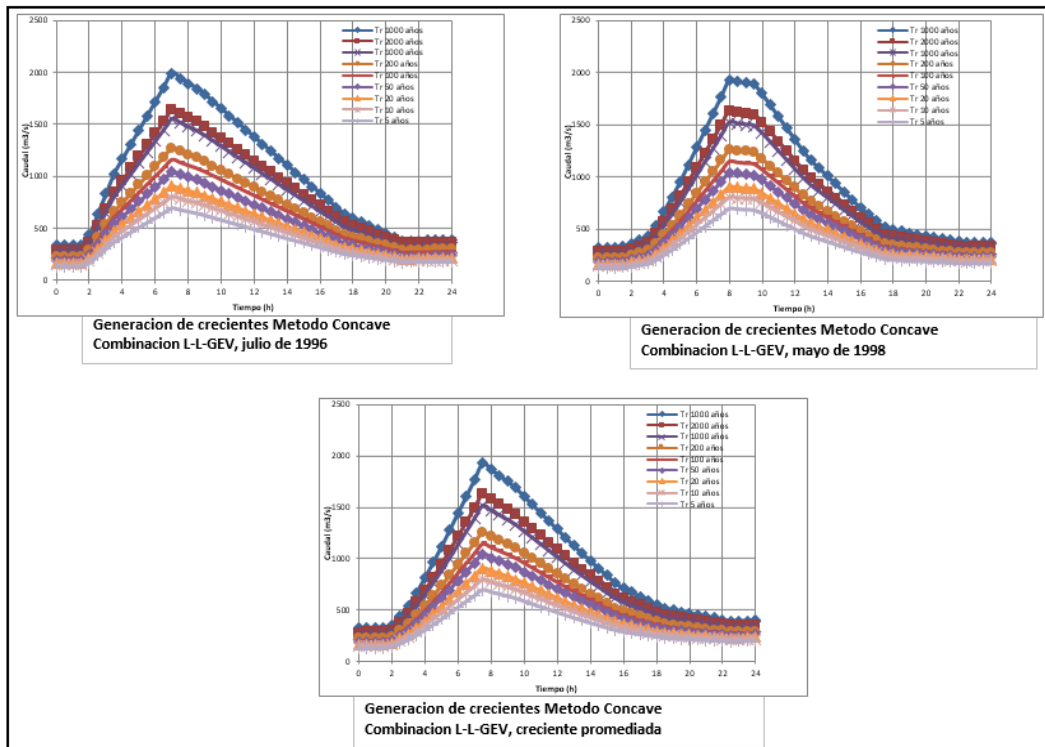 2500
2000
1500
1000
500
0
Caudal (m3/s)
0 2 4 6 8 10 12 14 16 18 20 22 24
Tiempo (h)
Tr 1000 años
Tr 2000 años
Tr 1000 años
Tr 200 años
Tr 100 años
Tr 50 años
Tr 20 años
Tr 10 años
Tr 5 años
Generacion de crecientes Metodo Concave
Combinacion L-L-GEV, julio de 1996
2500
2000
1500
1000
500
0
Caudal (m3/s)
0 2 4 6 8 10 12 14 16 18 20 22 24
Tiempo (h)
Tr 1000 años
Tr 2000 años
Tr 1000 años
Tr 200 años
Tr 100 años
Tr 50 años
Tr 20 años
Tr 10 años
Tr 5 años
Generacion de crecientes Metodo Concave
Combinacion L-L-GEV, mayo de 1998
2500
2000
1500
1000
500
0
Caudal (m3/s)
0 2 4 6 8 10 12 14 16 18 20 22 24
Tiempo (h)
Tr 1000 años
Tr 2000 años
Tr 1000 años
Tr 200 años
Tr 100 años
Tr 50 años
Tr 20 años
Tr 10 años
Tr 5 años
Generacion de crecientes Metodo Concave
Combinacion L-L-GEV, creciente promediada